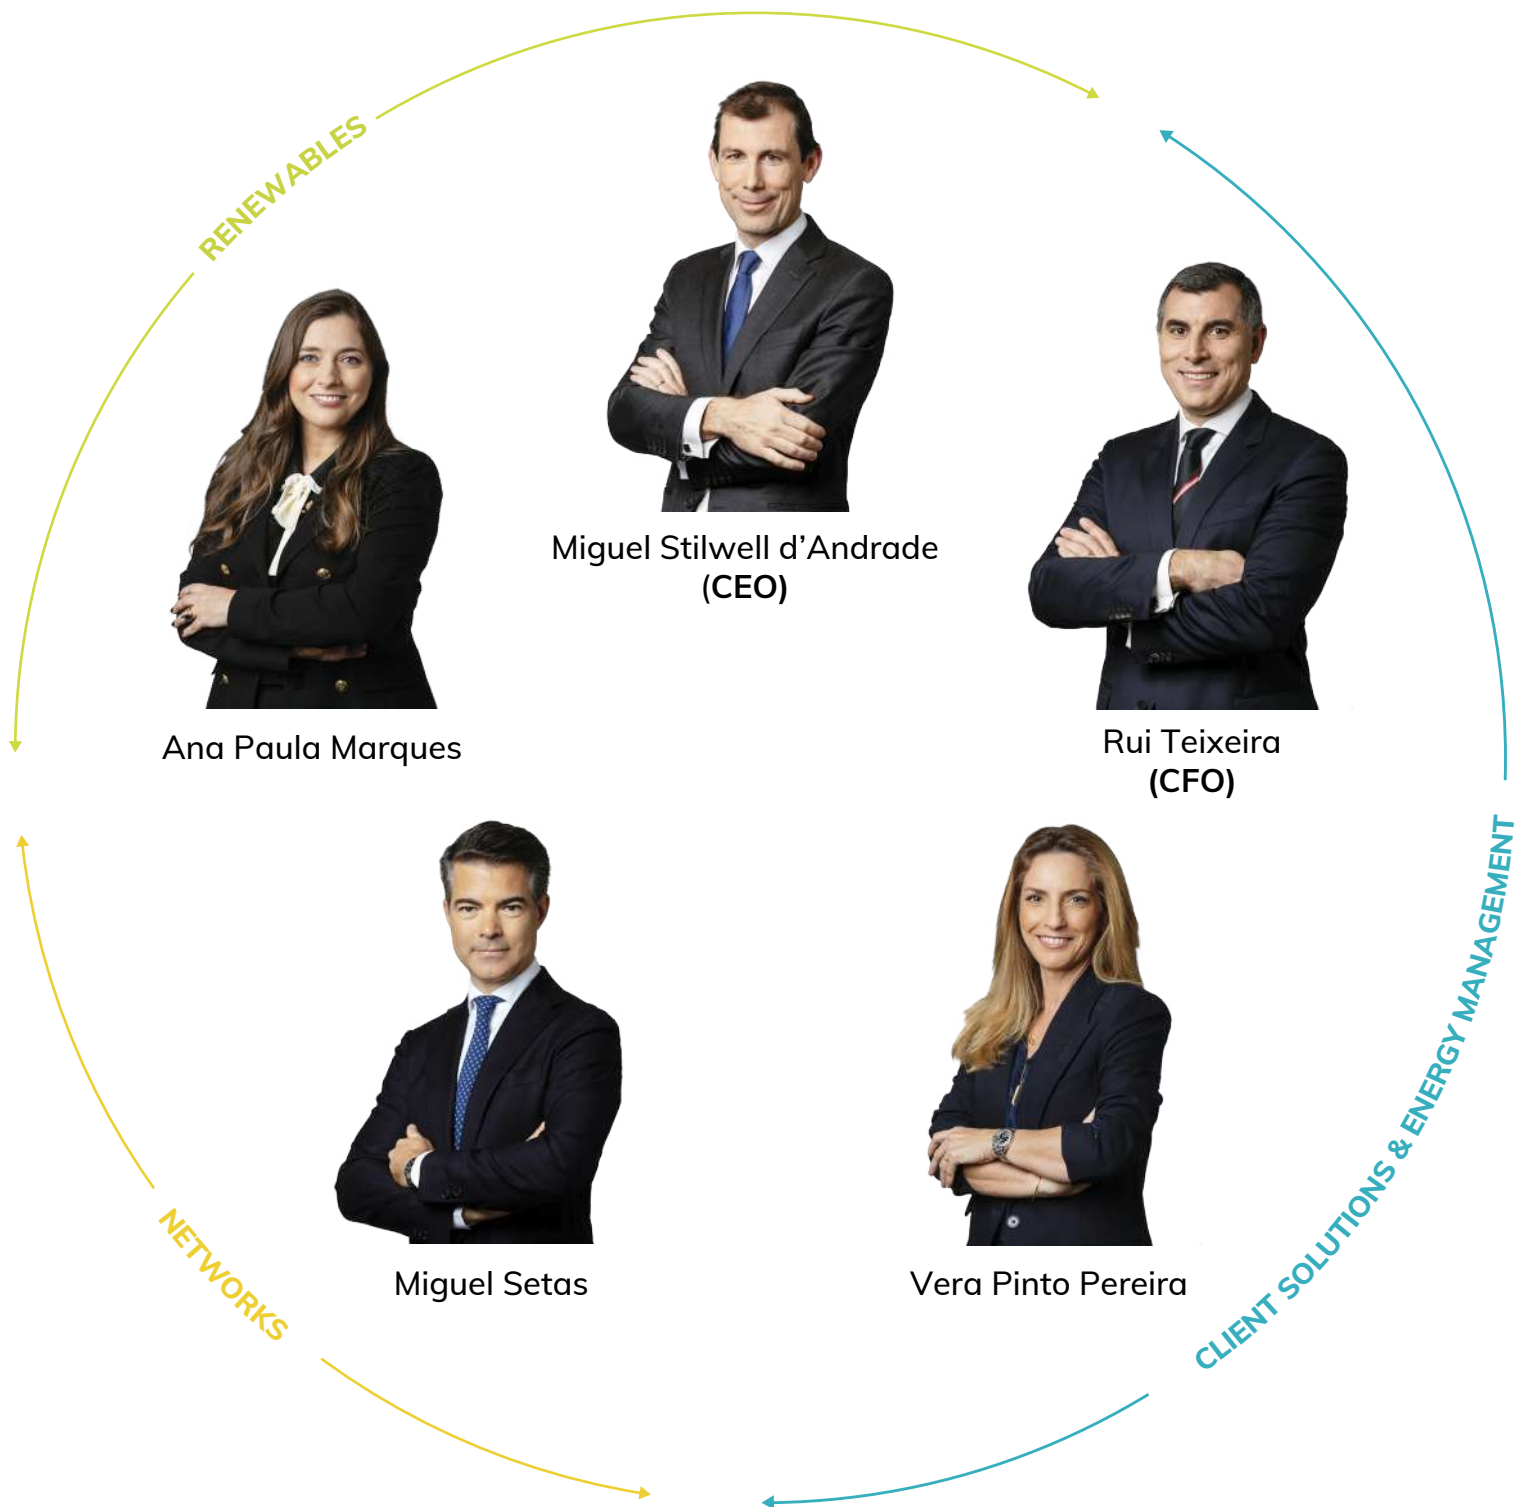 RENEWABLES
Miguel Stilwell d’Andrade
(CEO)
Ana Paula Marques
Rui Teixeira
(CFO)
Miguel Setas
Vera Pinto Pereira
NETWORKS
CLIENT SOLUTIONS & ENERGY MANAGEMENT